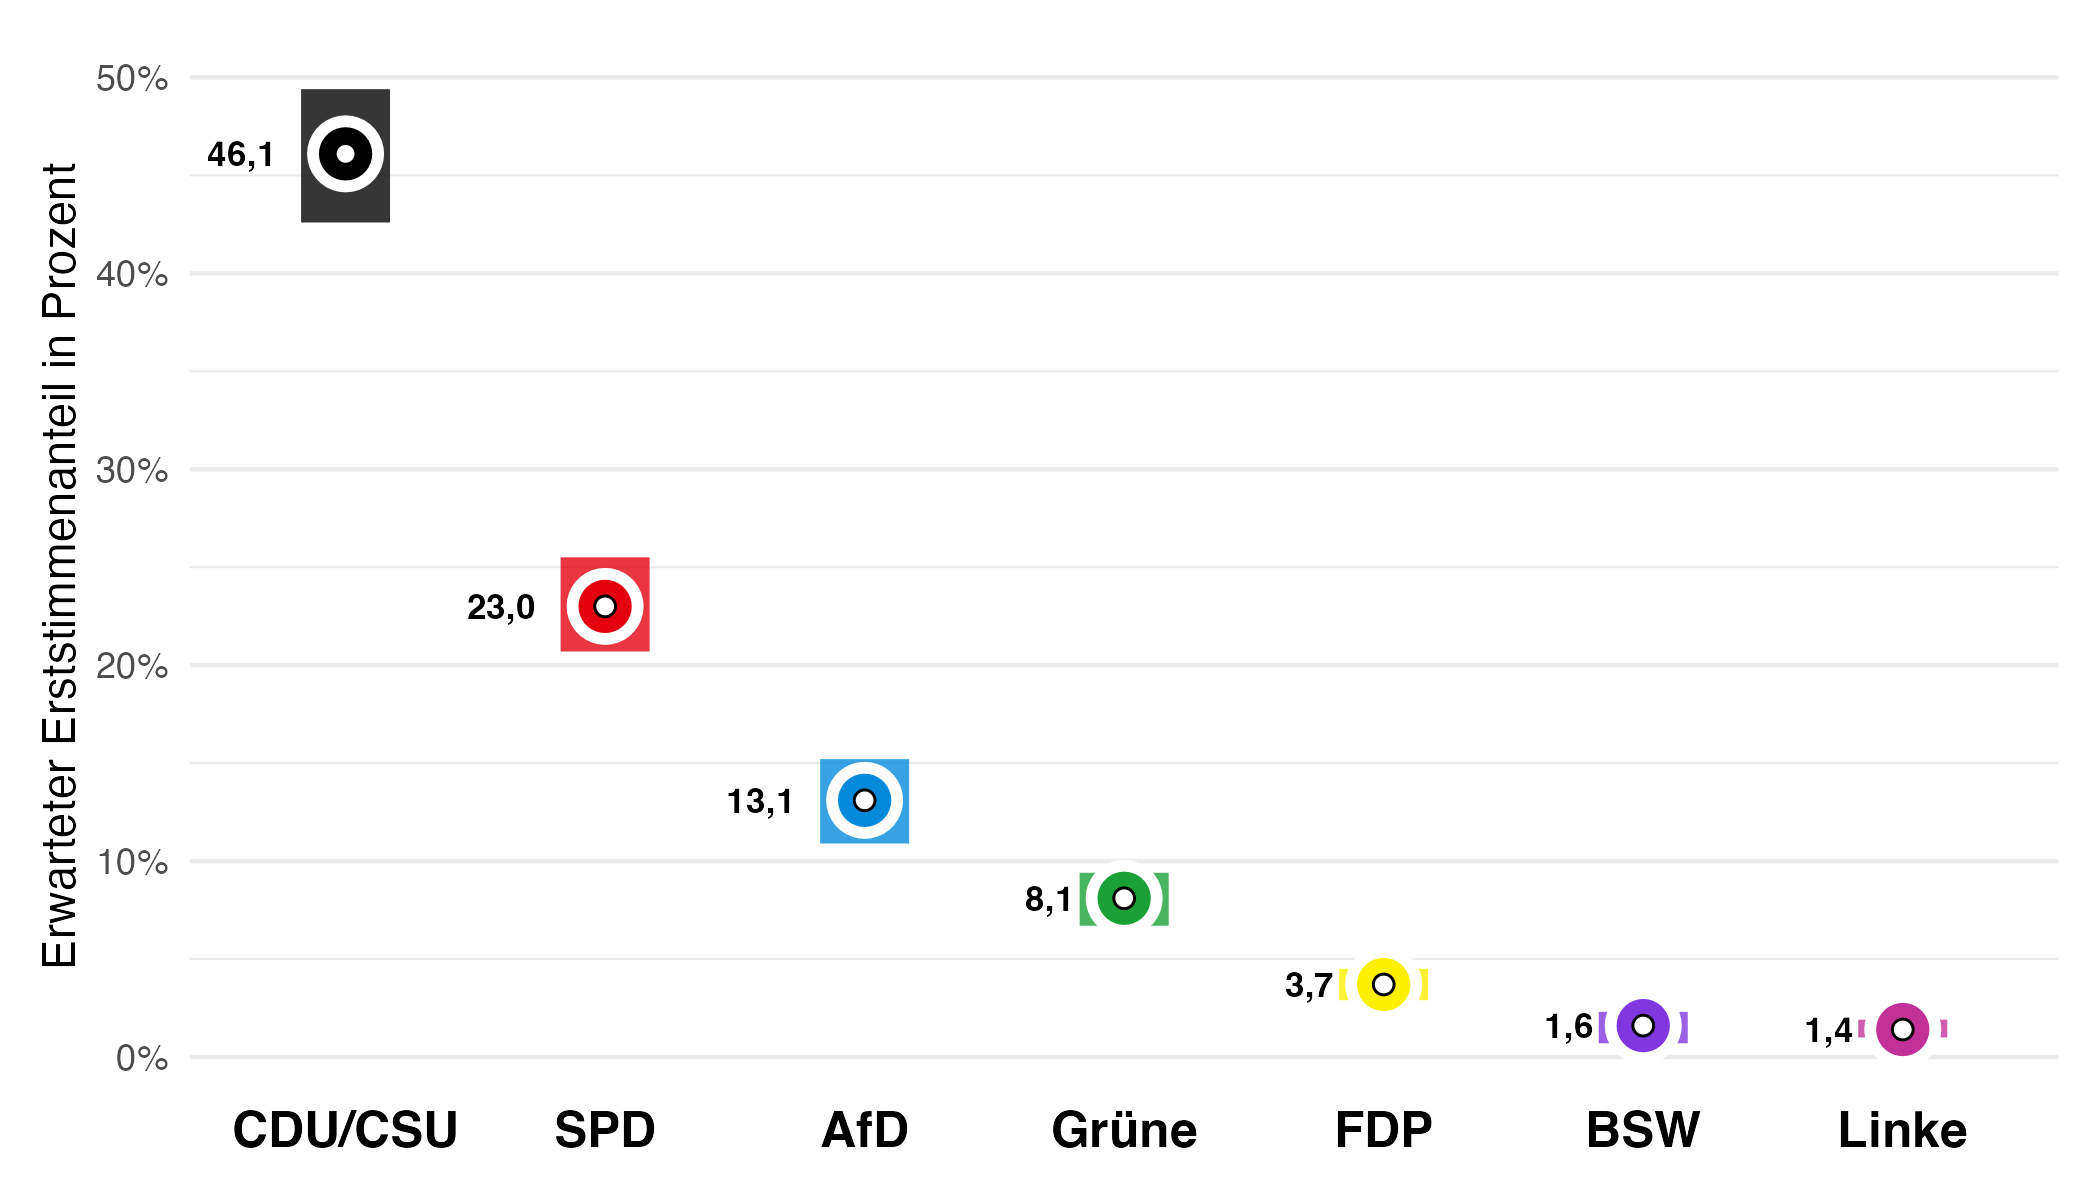 Erwarteter Erststimmenanteil in Prozent
50%
40%
30%
20%
10%
0%
46,1
23,0
13,1
8,1
3,7
1,6
1,4
CDU/CSU
SPD
AfD
Grüne
FDP
BSW
Linke